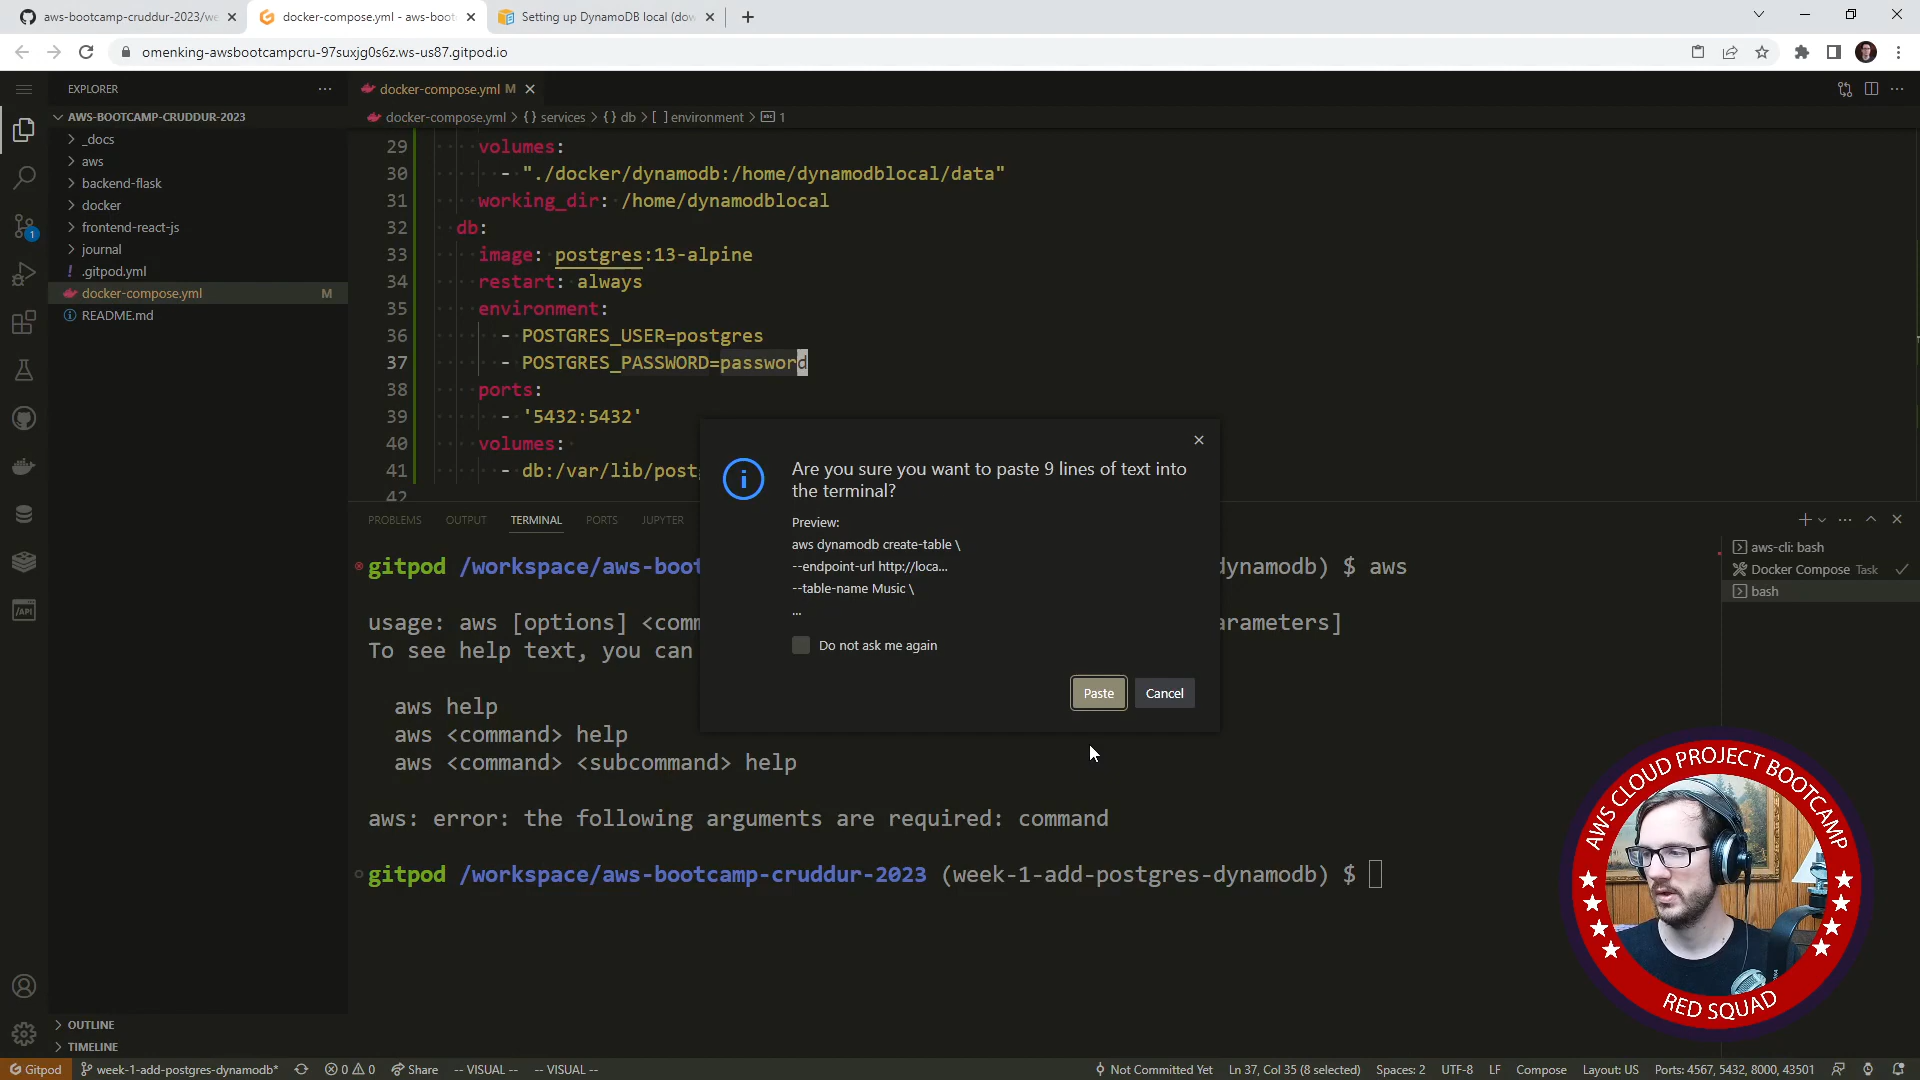 aws-bootcamp-cruddur-2023/we
docker-compose.yml - aws-boot
Setting up DynamoDB local (dow
omenking-awsbootcampcru-97suxjg0s6z.ws-us87.gitpod.io
EXPLORER
AWS-BOOTCAMP-CRUDDUR-2023
_docs
aws
backend-flask
docker
frontend-react-js
journal
! .gitpod.yml
docker-compose.yml M
README.md
OUTLINE
TIMELINE
docker-compose.yml M
docker-compose.yml > {} services > {} db > [ ] environment > abc 1
29 volumes:
30 - "./docker/dynamodb:/home/dynamodblocal/data"
31 working_dir: /home/dynamodblocal
32 db:
33 image: postgres:13-alpine
34 restart: always
35 environment:
36 - POSTGRES_USER=postgres
37 - POSTGRES_PASSWORD=password
38 ports:
39 - '5432:5432'
40 volumes:
41 - db:/var/lib/post
42
PROBLEMS OUTPUT TERMINAL PORTS JUPYTER
gitpod /workspace/aws-boot ynamodb) $ aws
usage: aws [options] <comm arameters]
To see help text, you can
aws help
aws <command> help
aws <command> <subcommand> help
aws: error: the following arguments are required: command
gitpod /workspace/aws-bootcamp-cruddur-2023 (week-1-add-postgres-dynamodb) $
aws-cli: bash
Docker Compose Task
bash
Are you sure you want to paste 9 lines of text into
the terminal?
Preview:
aws dynamodb create-table \
--endpoint-url http://loca...
--table-name Music \
...
Do not ask me again
Paste Cancel
AWS CLOUD PROJECT BOOTCAMP
RED SQUAD
Gitpod week-1-add-postgres-dynamodb* 0 0 Share -- VISUAL -- -- VISUAL -- Not Committed Yet Ln 37, Col 35 (8 selected) Spaces: 2 UTF-8 LF Compose Layout: US Ports: 4567, 5432, 8000, 43501
1
/API